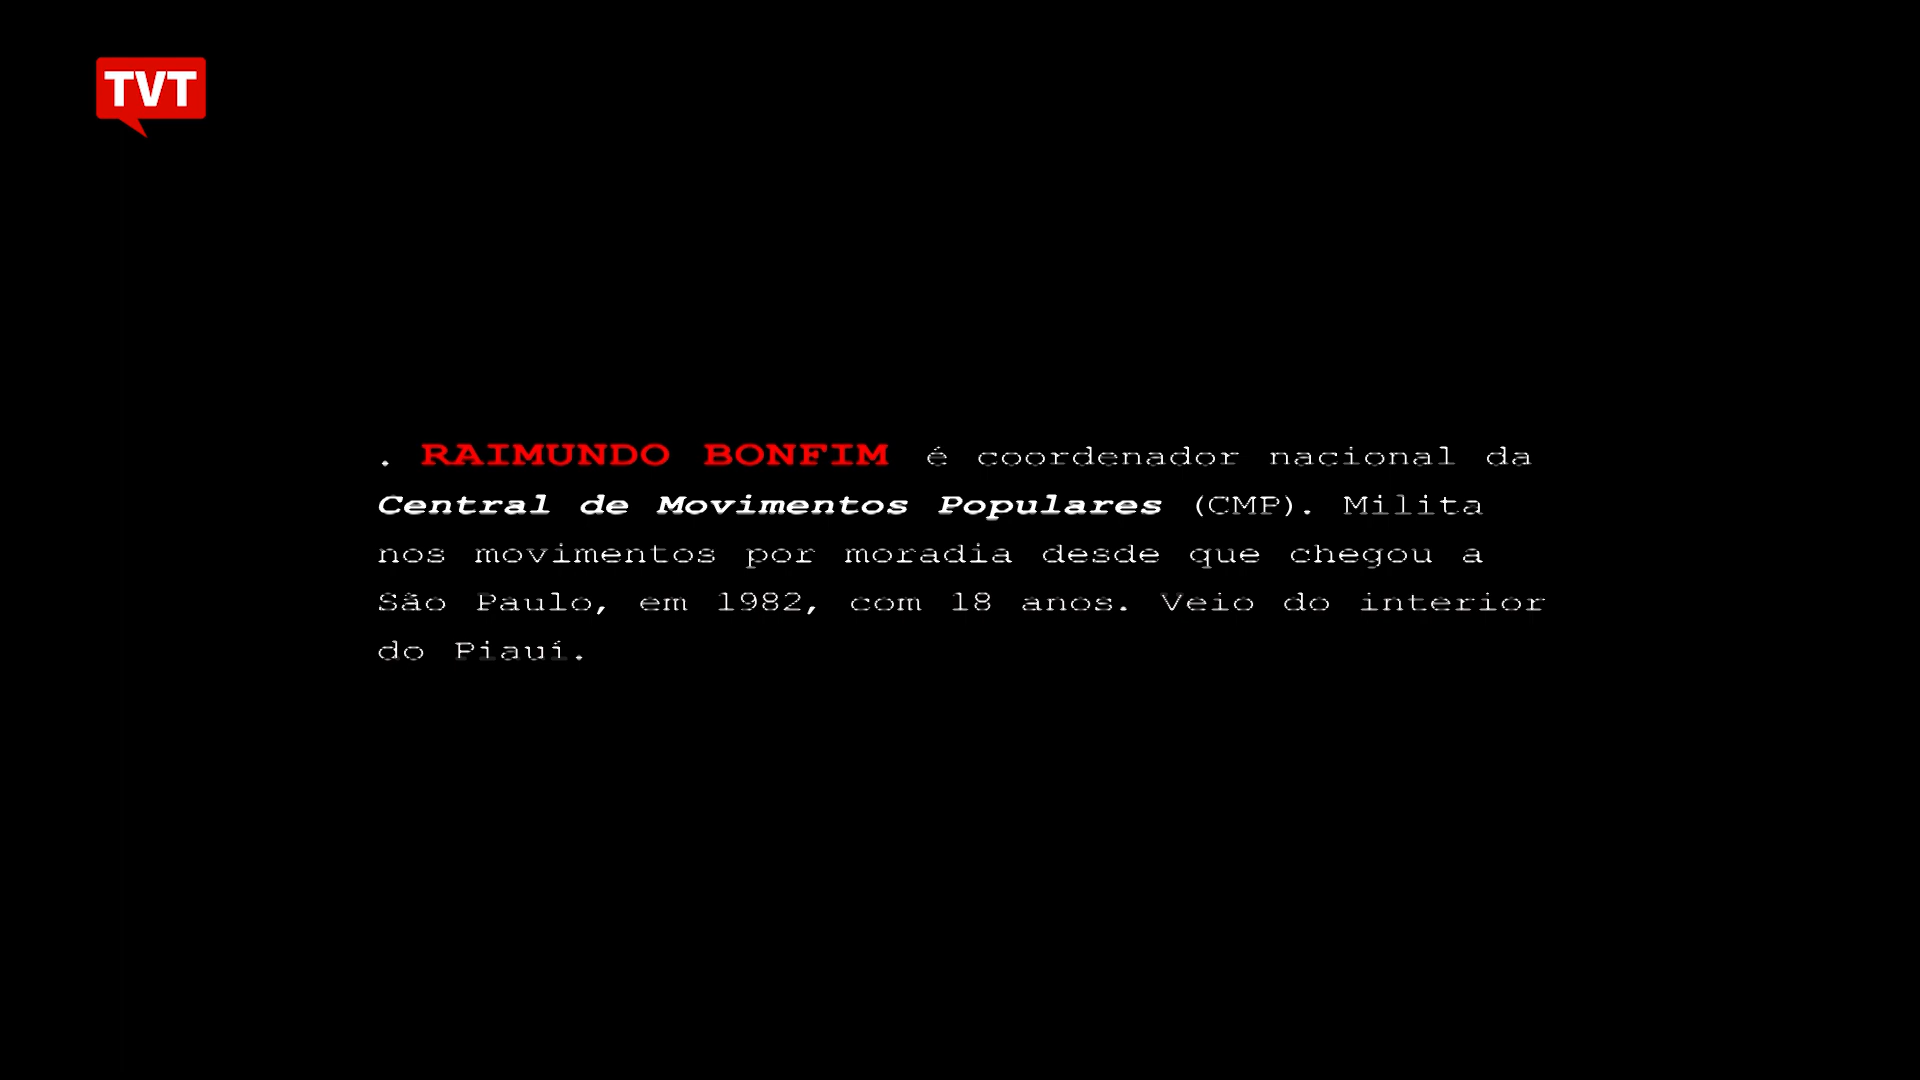 TVT
. RAIMUNDO BONFIM é coordenador nacional da
Central de Movimentos Populares (CMP). Milita
nos movimentos por moradia desde que chegou a
São Paulo, em 1982, com 18 anos. Veio do interior
do Piauí.